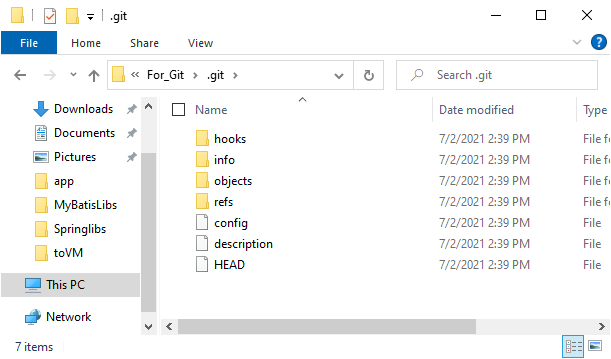 .git
File Home Share View
« For_Git › .git › Search .git
Name Date modified Type
Downloads
Documents
Pictures
app
MyBatisLibs
Springlibs
toVM
This PC
Network
hooks 7/2/2021 2:39 PM File f
info 7/2/2021 2:39 PM File f
objects 7/2/2021 2:39 PM File f
refs 7/2/2021 2:39 PM File f
config 7/2/2021 2:39 PM File
description 7/2/2021 2:39 PM File
HEAD 7/2/2021 2:39 PM File
7 items